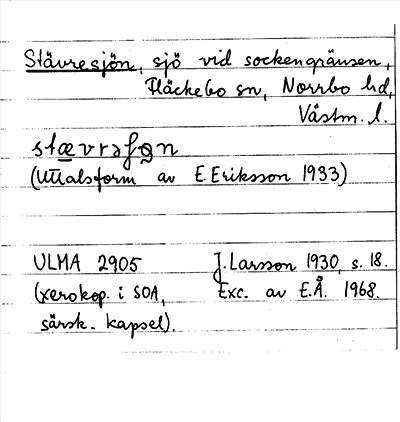 Stävresjön, sjö vid sockengränsen,
Fläckebo sn, Norrbo hd,
Västm. l.
stævrəʃọn
(Uttalsform av E. Eriksson 1933)
ULMA 2905 J. Larsson 1930, s. 18.
(xerokop. i SOA, Exc. av E.Å. 1968.
särsk. kapsel).